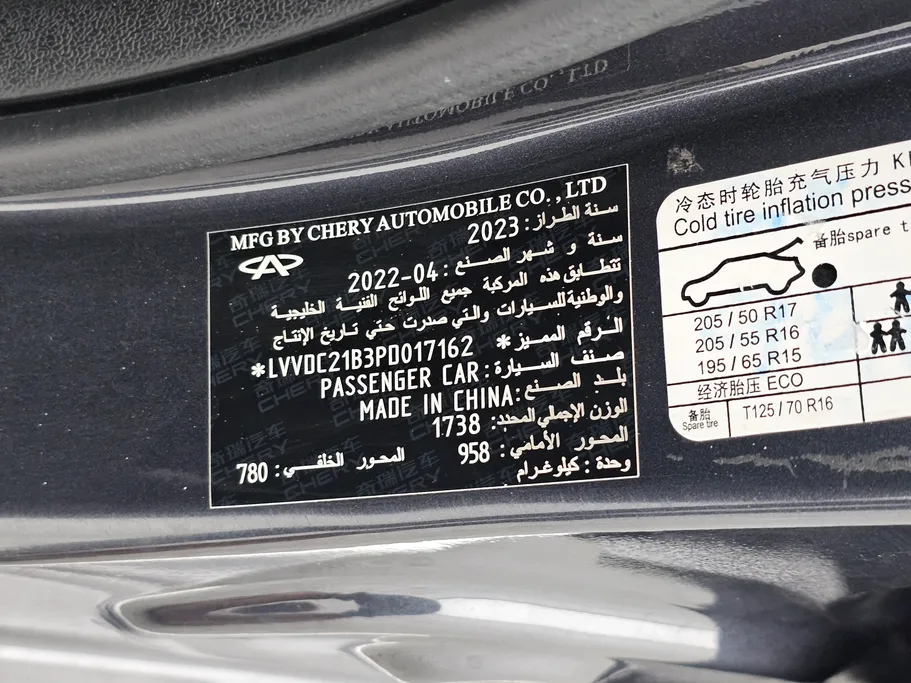 MFG BY CHERY AUTOMOBILE CO., LTD
سنة الطراز: 2023
سنة و شهر الصنع: 2022-04
تتطابق هذه المركبة جميع اللوائح الفنية الخليجية
والوطنية للسيارات والتي صدرت حتي تاريخ الإنتاج
الرقم المميز: *LVVDC21B3PD017162*
صنف السيارة: PASSENGER CAR
بلد الصنع: MADE IN CHINA
الوزن الإجمالي المحدد: 1738
المحور الأمامي: 958 المحور الخلفي: 780
وحدة: كيلوغرام
冷态时轮胎充气压力
Cold tire inflation
备胎spare
205/50 R17
205/55 R16
195/65 R15
经济胎压 ECO
备胎
Spare tire
T125/70 R16